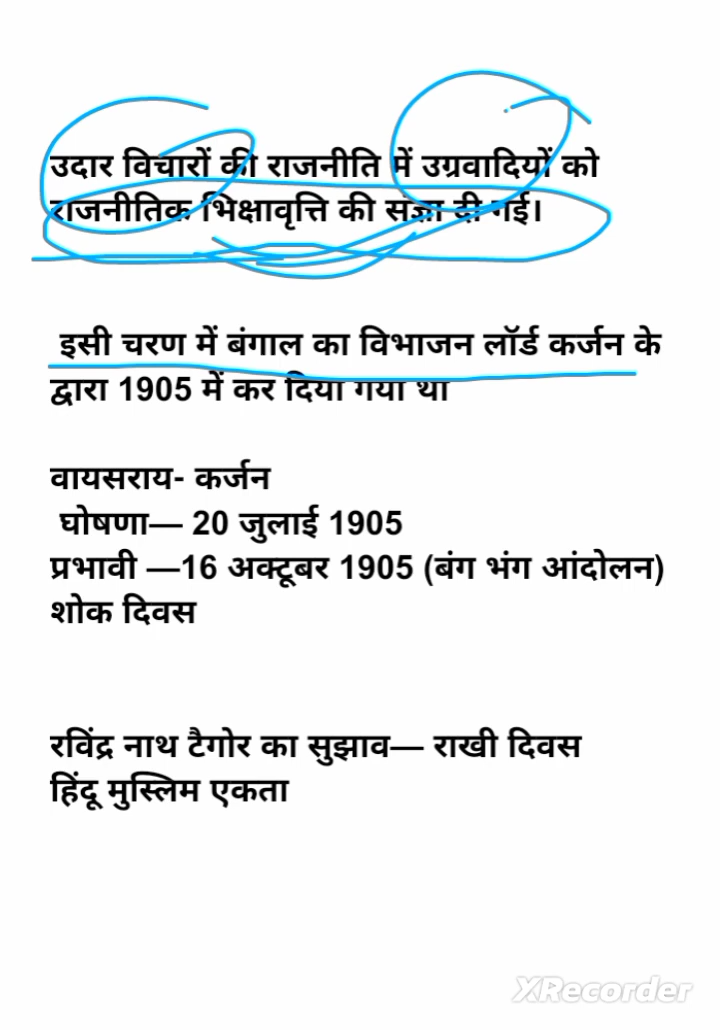 उदार विचारों की राजनीति में उग्रवादियों को
राजनीतिक भिक्षावृत्ति की संज्ञा दी गई।
इसी चरण में बंगाल का विभाजन लॉर्ड कर्जन के
द्वारा 1905 में कर दिया गया था
वायसराय- कर्जन
घोषणा— 20 जुलाई 1905
प्रभावी —16 अक्टूबर 1905 (बंग भंग आंदोलन)
शोक दिवस
रविंद्र नाथ टैगोर का सुझाव— राखी दिवस
हिंदू मुस्लिम एकता
XRecorder